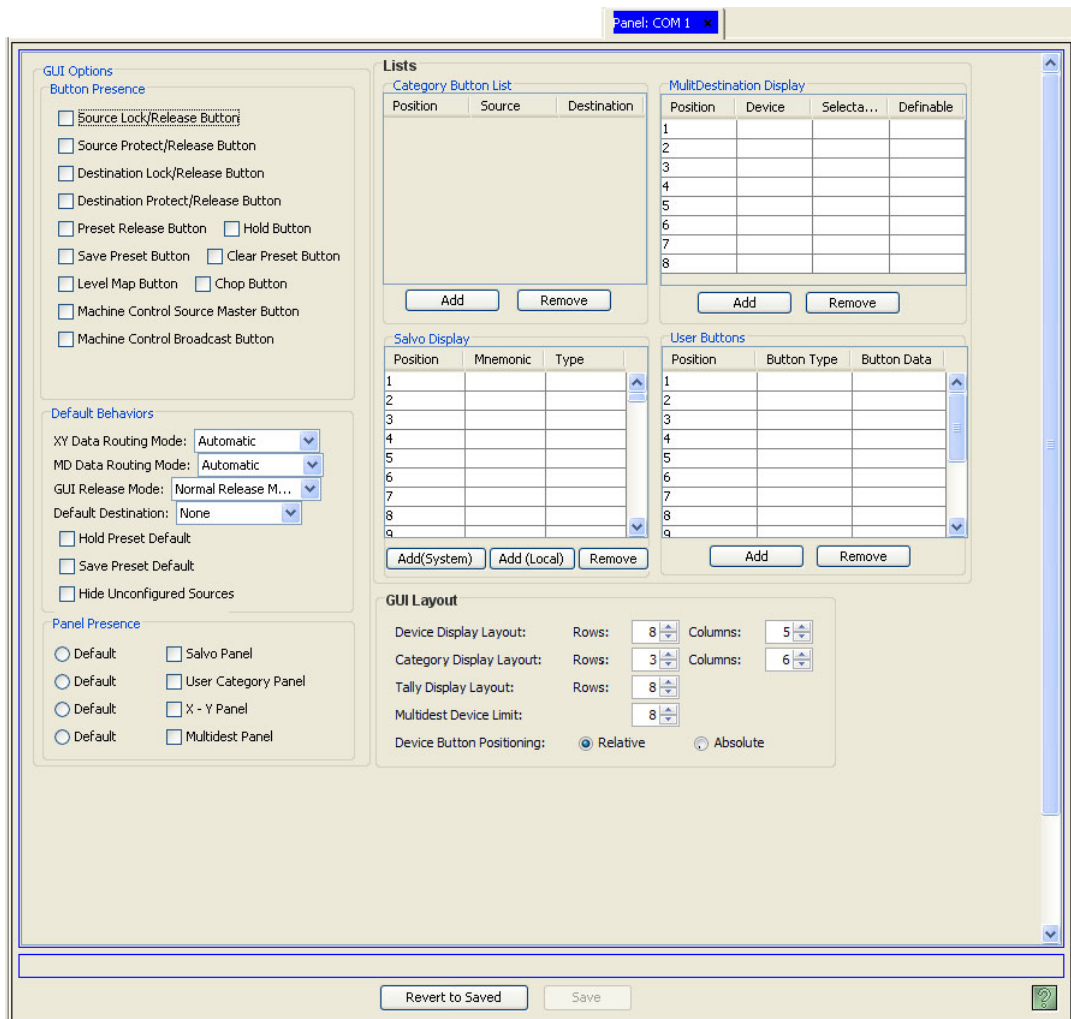 Panel: COM 1 x
GUI Options
Button Presence
Source Lock/Release Button
Source Protect/Release Button
Destination Lock/Release Button
Destination Protect/Release Button
Preset Release Button Hold Button
Save Preset Button Clear Preset Button
Level Map Button Chop Button
Machine Control Source Master Button
Machine Control Broadcast Button
Default Behaviors
XY Data Routing Mode: Automatic
MD Data Routing Mode: Automatic
GUI Release Mode: Normal Release M...
Default Destination: None
Hold Preset Default
Save Preset Default
Hide Unconfigured Sources
Panel Presence
Default Salvo Panel
Default User Category Panel
Default X - Y Panel
Default Multidest Panel
Lists
Category Button List
Position Source Destination
Add Remove
MulitDestination Display
Position Device Selecta... Definable
1
2
3
4
5
6
7
8
Add Remove
Salvo Display
Position Mnemonic Type
1
2
3
4
5
6
7
8
9
Add(System) Add (Local) Remove
User Buttons
Position Button Type Button Data
1
2
3
4
5
6
7
8
9
Add Remove
GUI Layout
Device Display Layout: Rows: 8 Columns: 5
Category Display Layout: Rows: 3 Columns: 6
Tally Display Layout: Rows: 8
Multidest Device Limit: 8
Device Button Positioning: Relative Absolute
Revert to Saved Save ?